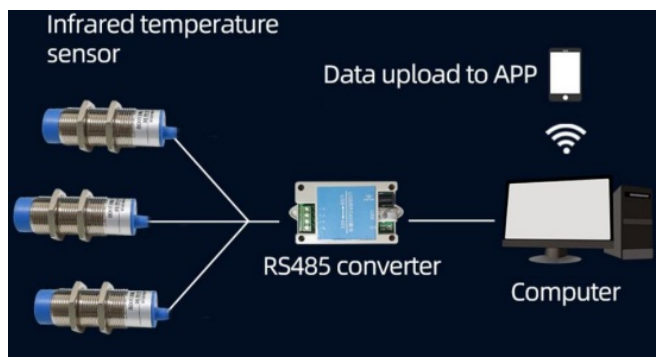 Infrared temperature
sensor
Data upload to APP
RS485 converter
Computer